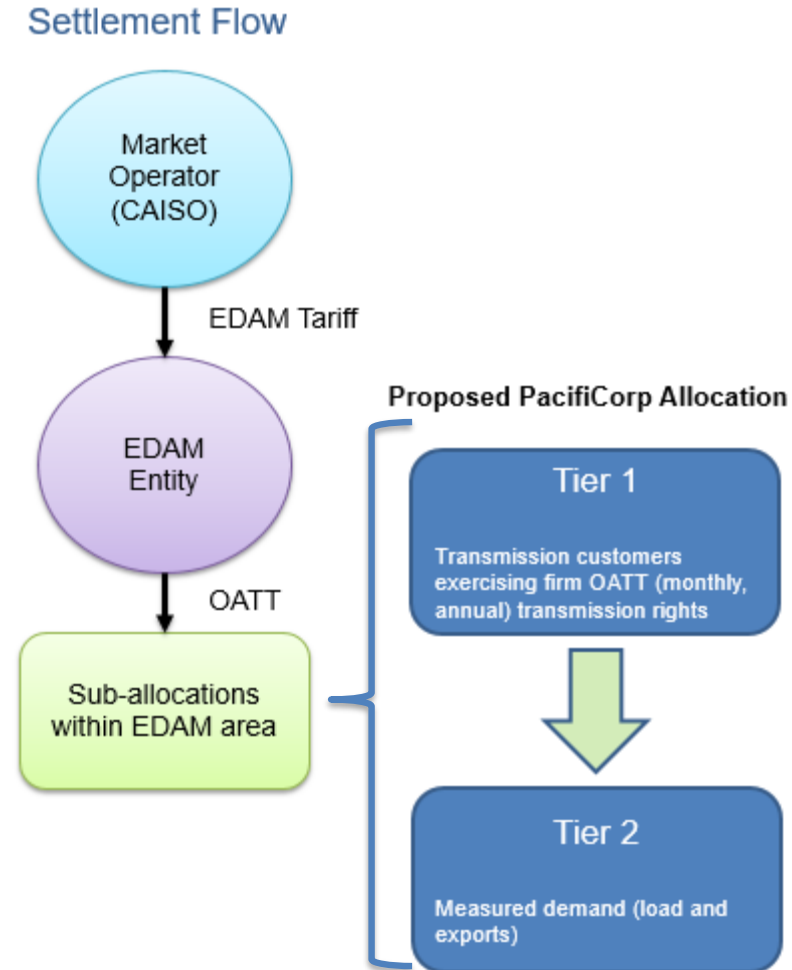 Settlement Flow
Market
Operator
(CAISO)
EDAM Tariff
EDAM
Entity
OATT
Sub-allocations
within EDAM area
Proposed PacifiCorp Allocation
Tier 1
Transmission customers
exercising firm OATT (monthly,
annual) transmission rights
Tier 2
Measured demand (load and
exports)